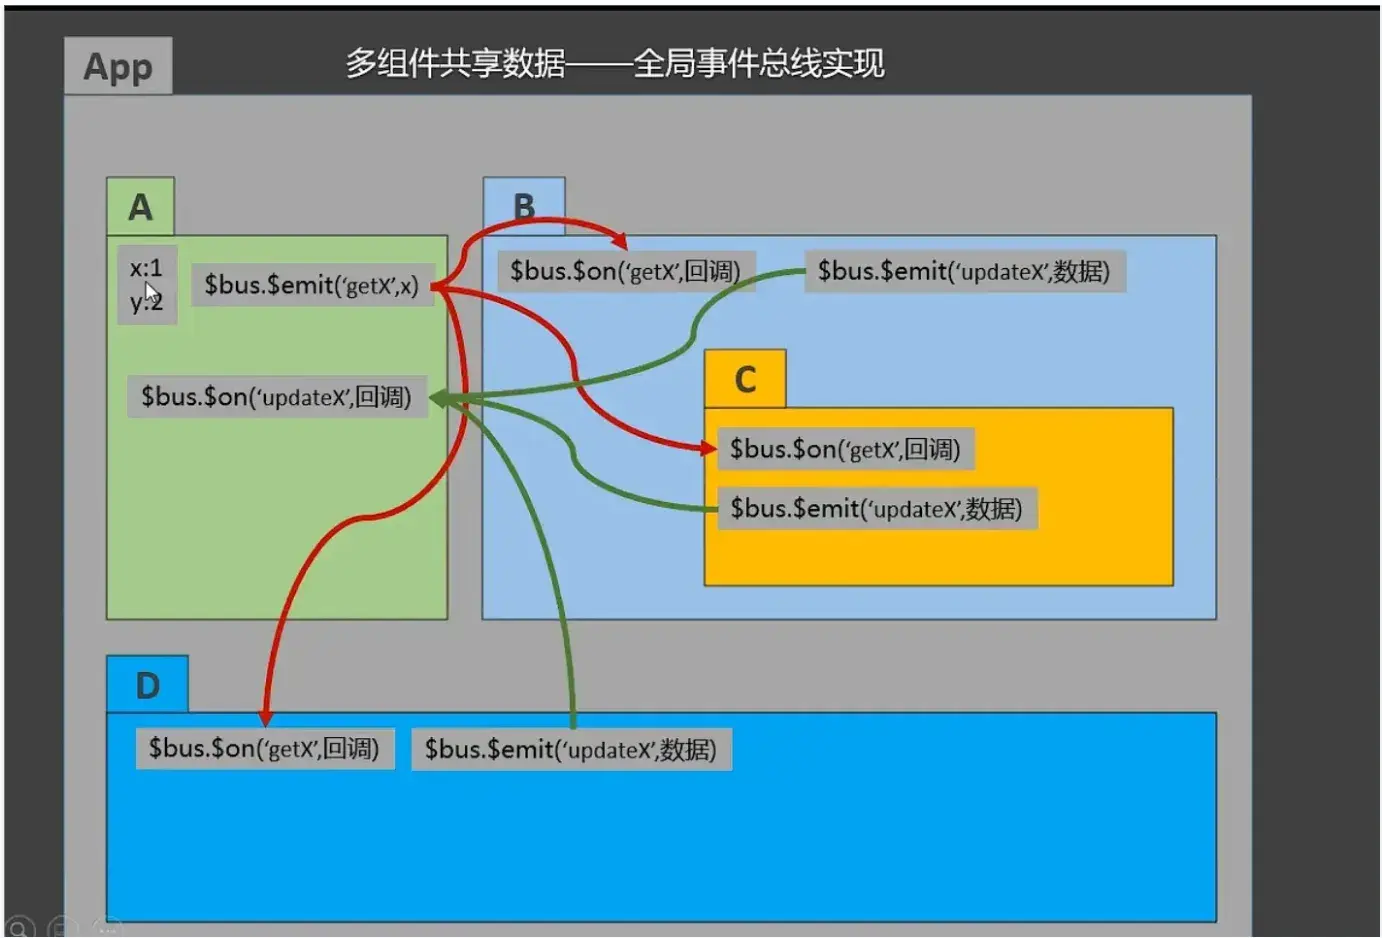 App
多组件共享数据——全局事件总线实现
A
B
x:1
y:2
$bus.$emit(‘getX’,x)
$bus.$on(‘getX’,回调)
$bus.$emit(‘updateX’,数据)
$bus.$on(‘updateX’,回调)
C
$bus.$on(‘getX’,回调)
$bus.$emit(‘updateX’,数据)
D
$bus.$on(‘getX’,回调)
$bus.$emit(‘updateX’,数据)